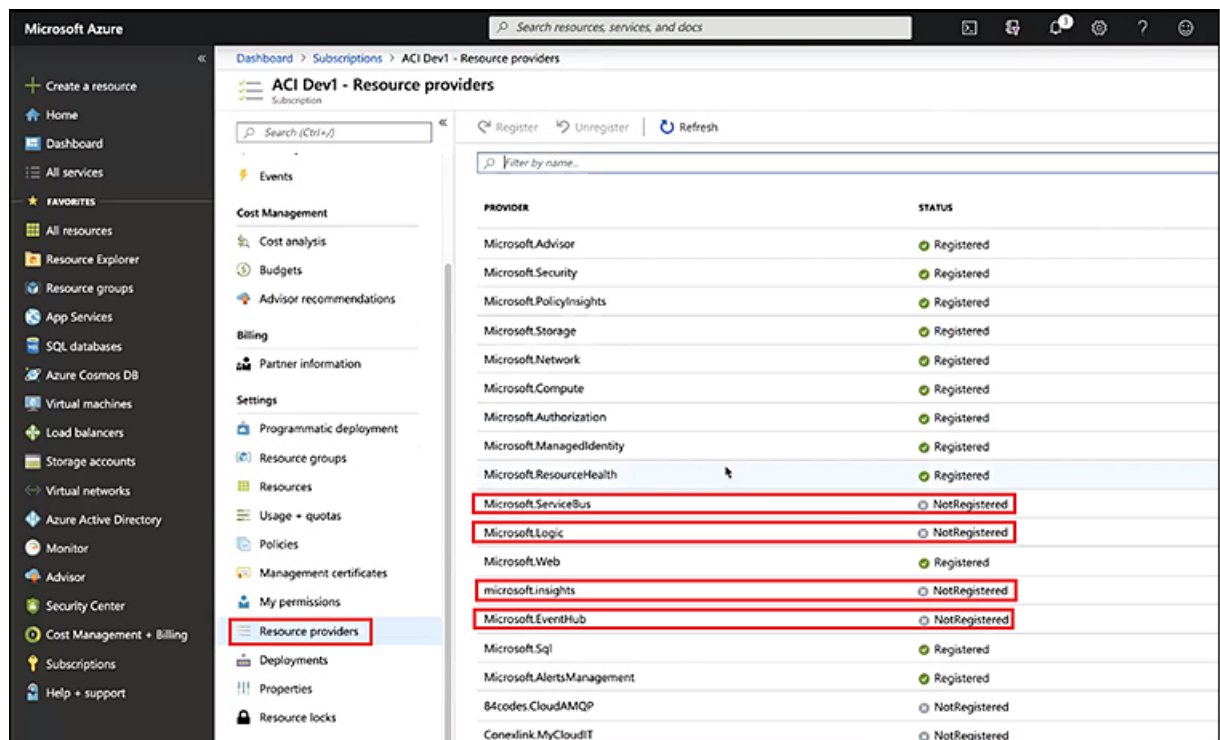 Microsoft Azure
Search resources, services, and docs
Create a resource
Home
Dashboard
All services
FAVORITES
All resources
Resource Explorer
Resource groups
App Services
SQL databases
Azure Cosmos DB
Virtual machines
Load balancers
Storage accounts
Virtual networks
Azure Active Directory
Monitor
Advisor
Security Center
Cost Management + Billing
Subscriptions
Help + support
Dashboard > Subscriptions > ACI Dev1 - Resource providers
ACI Dev1 - Resource providers
Subscription
Search (Ctrl+/)
Events
Cost Management
Cost analysis
Budgets
Advisor recommendations
Billing
Partner information
Settings
Programmatic deployment
Resource groups
Resources
Usage + quotas
Policies
Management certificates
My permissions
Resource providers
Deployments
Properties
Resource locks
Register Unregister Refresh
Filter by name...
PROVIDER STATUS
Microsoft.Advisor Registered
Microsoft.Security Registered
Microsoft.PolicyInsights Registered
Microsoft.Storage Registered
Microsoft.Network Registered
Microsoft.Compute Registered
Microsoft.Authorization Registered
Microsoft.ManagedIdentity Registered
Microsoft.ResourceHealth Registered
Microsoft.ServiceBus NotRegistered
Microsoft.Logic NotRegistered
Microsoft.Web Registered
microsoft.insights NotRegistered
Microsoft.EventHub NotRegistered
Microsoft.Sql Registered
Microsoft.AlertsManagement Registered
84codes.CloudAMQP NotRegistered
Conexlink.MyCloudIT NotRegistered